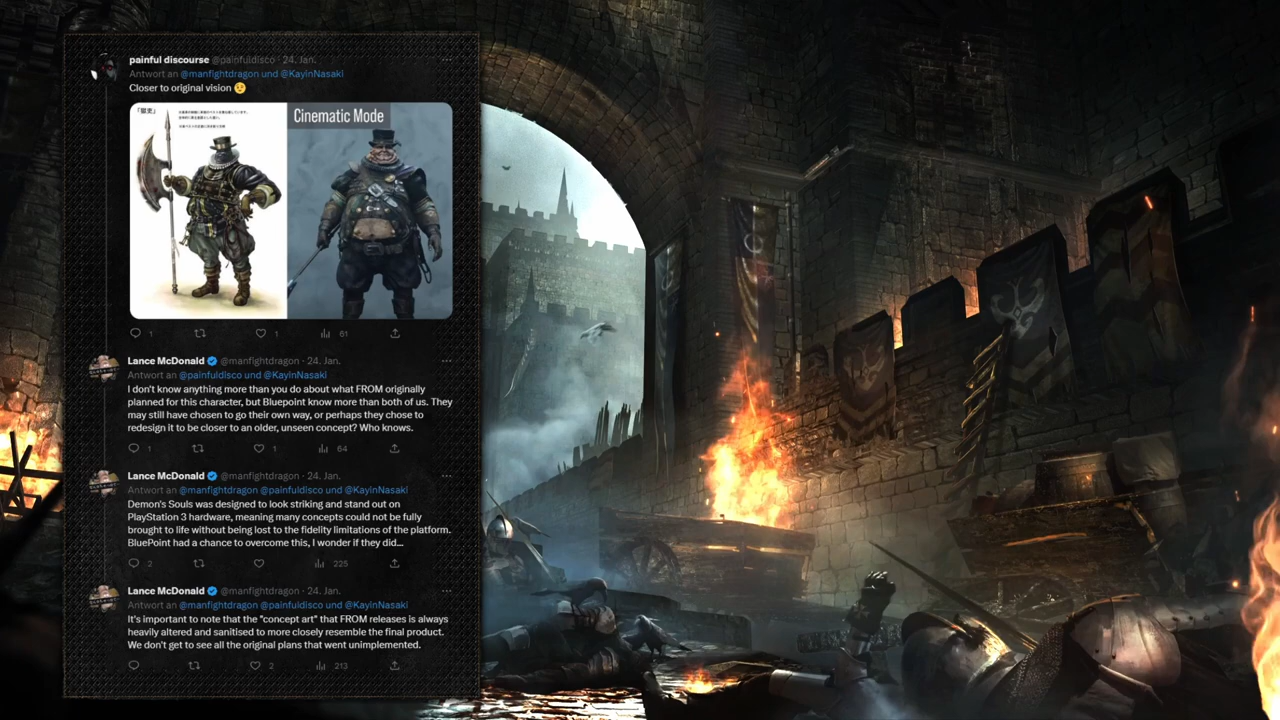 painful discourse @painfuldisco · 24. Jan.
Antwort an @manfightdragon und @KayinNasaki
Closer to original vision 🧐
「獄吏」
Cinematic Mode
1 1 61
Lance McDonald @manfightdragon · 24. Jan.
Antwort an @painfuldisco und @KayinNasaki
I don't know anything more than you do about what FROM originally
planned for this character, but Bluepoint know more than both of us. They
may still have chosen to go their own way, or perhaps they chose to
redesign it to be closer to an older, unseen concept? Who knows.
1 1 64
Lance McDonald @manfightdragon · 24. Jan.
Antwort an @manfightdragon @painfuldisco und @KayinNasaki
Demon's Souls was designed to look striking and stand out on
PlayStation 3 hardware, meaning many concepts could not be fully
brought to life without being lost to the fidelity limitations of the platform.
BluePoint had a chance to overcome this, I wonder if they did...
2 225
Lance McDonald @manfightdragon · 24. Jan.
Antwort an @manfightdragon @painfuldisco und @KayinNasaki
It's important to note that the "concept art" that FROM releases is always
heavily altered and sanitised to more closely resemble the final product.
We don't get to see all the original plans that went unimplemented.
2 213